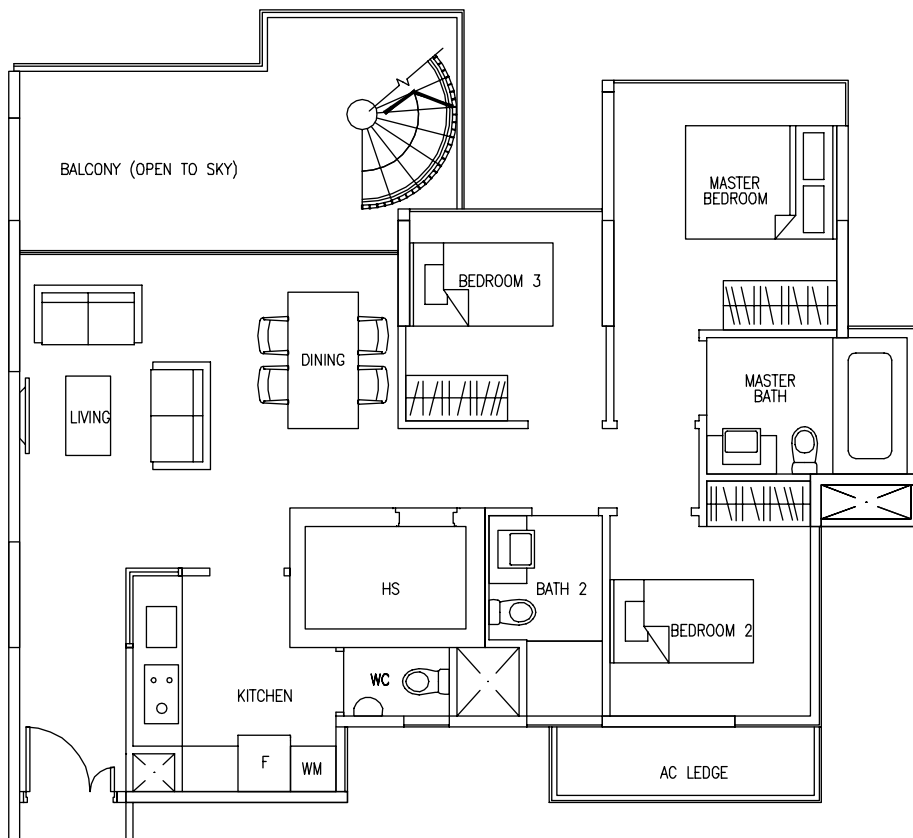 BALCONY (OPEN TO SKY)
MASTER
BEDROOM
BEDROOM 3
DINING
LIVING
MASTER
BATH
HS
BATH 2
BEDROOM 2
WC
KITCHEN
F
WM
AC LEDGE